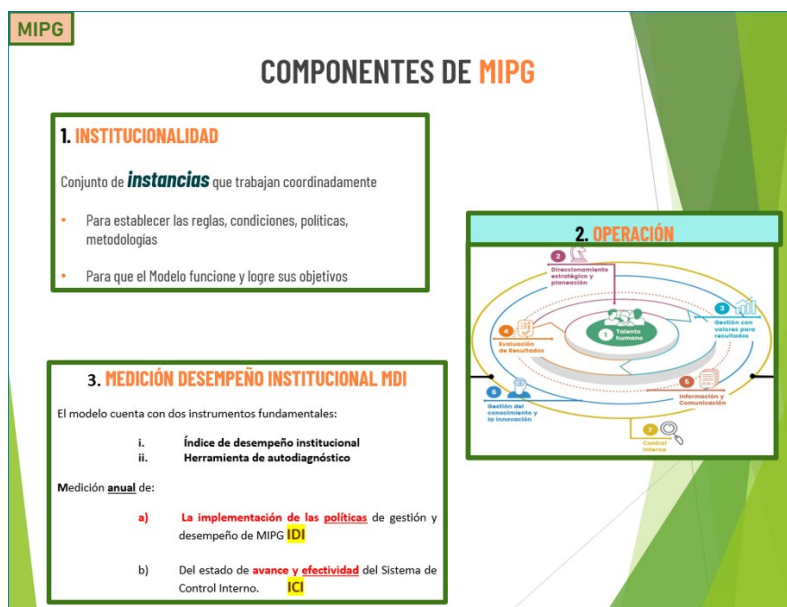 MIPG
COMPONENTES DE MIPG
1. INSTITUCIONALIDAD
Conjunto de instancias que trabajan coordinadamente
• Para establecer las reglas, condiciones, políticas,
metodologías
• Para que el Modelo funcione y logre sus objetivos
2. OPERACIÓN
2
Direccionamiento
estratégico y
planeación
3
Gestión con
valores para
resultados
1 Talento
humano
4
Evaluación
de Resultados
5
Información y
Comunicación
6
Gestión del
conocimiento y
la innovación
7
Control
Interno
3. MEDICIÓN DESEMPEÑO INSTITUCIONAL MDI
El modelo cuenta con dos instrumentos fundamentales:
i. Índice de desempeño institucional
ii. Herramienta de autodiagnóstico
Medición anual de:
a) La implementación de las políticas de gestión y
desempeño de MIPG IDI
b) Del estado de avance y efectividad del Sistema de
Control Interno. ICI